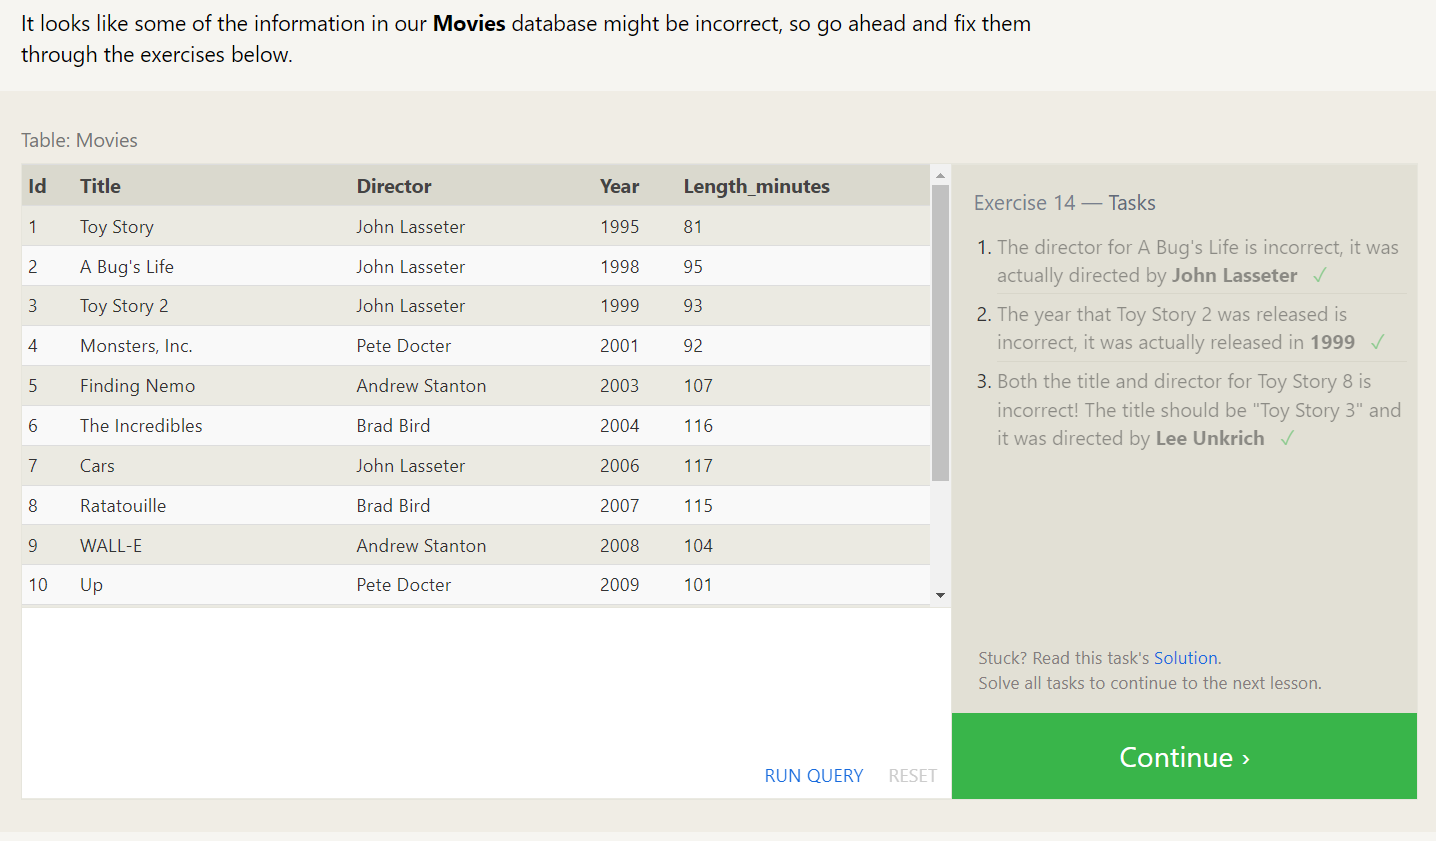 It looks like some of the information in our Movies database might be incorrect, so go ahead and fix them
through the exercises below.
Table: Movies
Id Title Director Year Length_minutes
1 Toy Story John Lasseter 1995 81
2 A Bug's Life John Lasseter 1998 95
3 Toy Story 2 John Lasseter 1999 93
4 Monsters, Inc. Pete Docter 2001 92
5 Finding Nemo Andrew Stanton 2003 107
6 The Incredibles Brad Bird 2004 116
7 Cars John Lasseter 2006 117
8 Ratatouille Brad Bird 2007 115
9 WALL-E Andrew Stanton 2008 104
10 Up Pete Docter 2009 101
RUN QUERY RESET
Exercise 14 — Tasks
1. The director for A Bug's Life is incorrect, it was
actually directed by John Lasseter ✓
2. The year that Toy Story 2 was released is
incorrect, it was actually released in 1999 ✓
3. Both the title and director for Toy Story 8 is
incorrect! The title should be "Toy Story 3" and
it was directed by Lee Unkrich ✓
Stuck? Read this task's Solution.
Solve all tasks to continue to the next lesson.
Continue ›